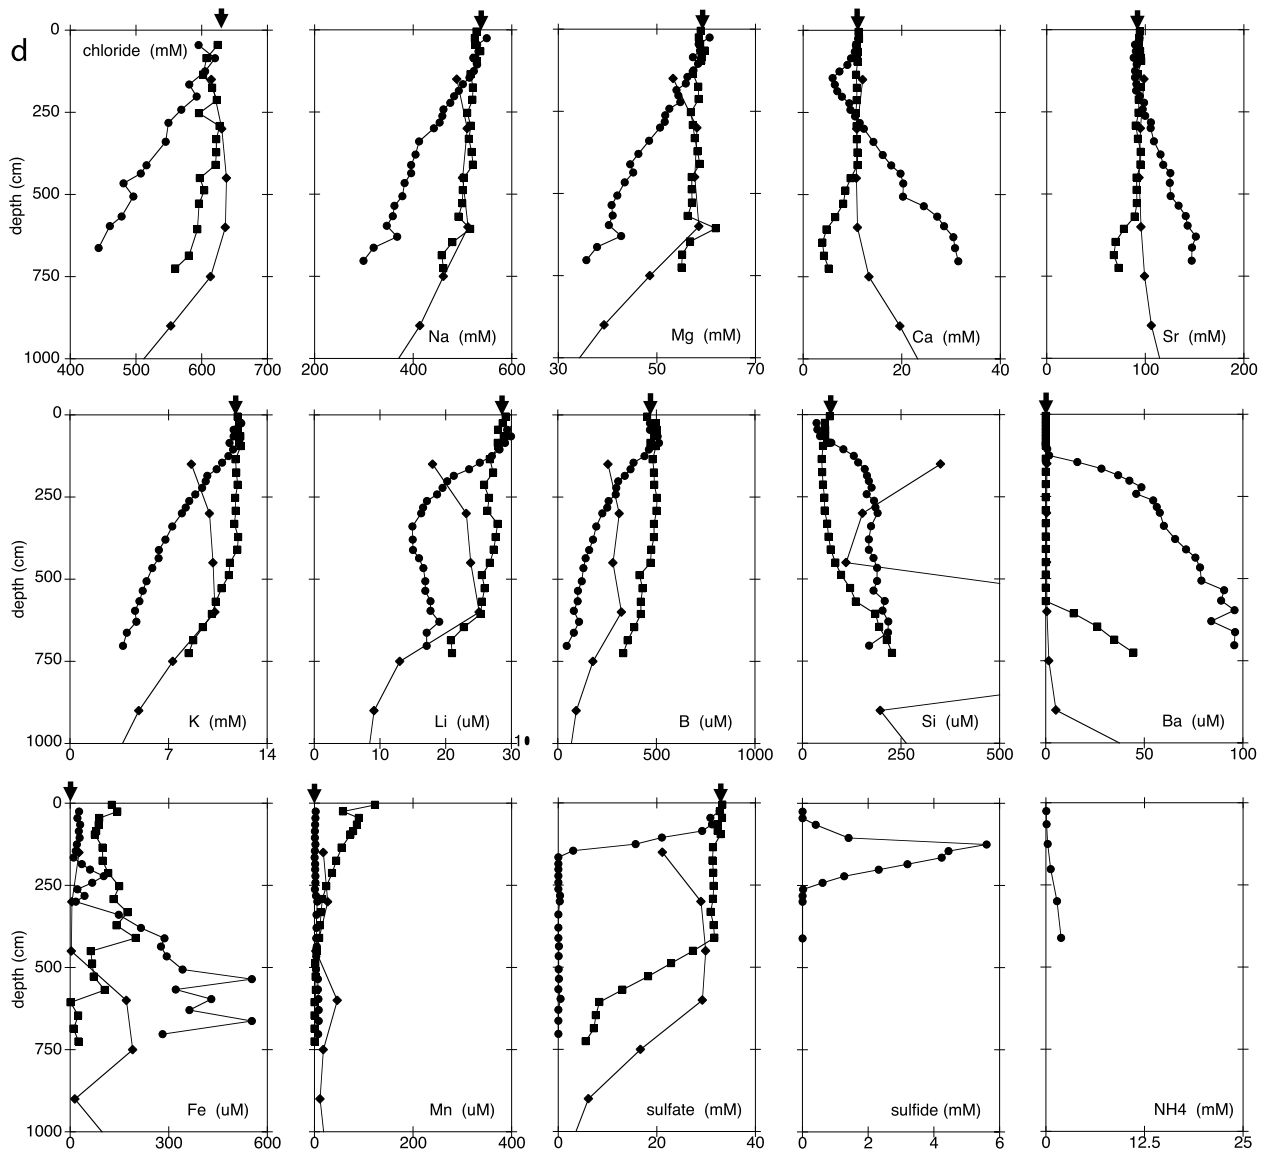 d
chloride (mM)
Na (mM)
Mg (mM)
Ca (mM)
Sr (mM)
depth (cm)
0
250
500
750
1000
400 500 600 700
200 400 600
30 50 70
0 20 40
0 100 200
K (mM)
Li (uM)
B (uM)
Si (uM)
Ba (uM)
depth (cm)
0
250
500
750
1000
0 7 14
0 10 20 30
0 500 1000
0 250 500
0 50 100
Fe (uM)
Mn (uM)
sulfate (mM)
sulfide (mM)
NH4 (mM)
depth (cm)
0
250
500
750
1000
0 300 600
0 200 400
0 20 40
0 2 4 6
0 12.5 25